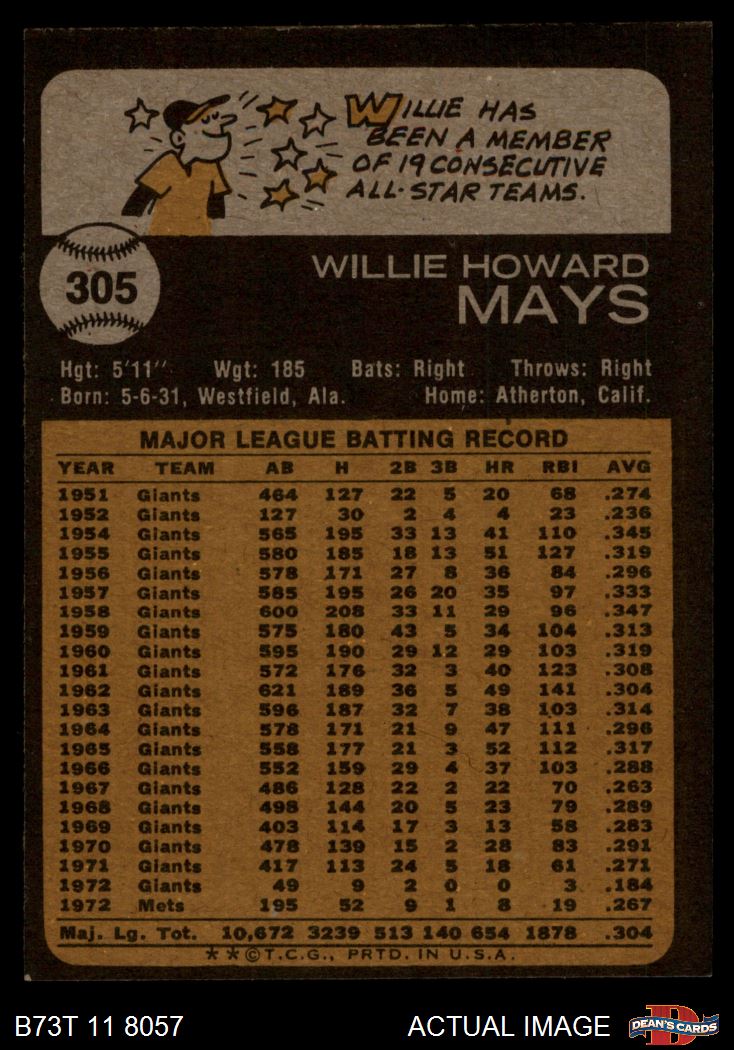 WILLIE HAS
BEEN A MEMBER
OF 19 CONSECUTIVE
ALL-STAR TEAMS.
305
WILLIE HOWARD
MAYS
Hgt: 5'11" Wgt: 185 Bats: Right Throws: Right
Born: 5-6-31, Westfield, Ala. Home: Atherton, Calif.
MAJOR LEAGUE BATTING RECORD
YEAR TEAM AB H 2B 3B HR RBI AVG
1951 Giants 464 127 22 5 20 68 .274
1952 Giants 127 30 2 4 4 23 .236
1954 Giants 565 195 33 13 41 110 .345
1955 Giants 580 185 18 13 51 127 .319
1956 Giants 578 171 27 8 36 84 .296
1957 Giants 585 195 26 20 35 97 .333
1958 Giants 600 208 33 11 29 96 .347
1959 Giants 575 180 43 5 34 104 .313
1960 Giants 595 190 29 12 29 103 .319
1961 Giants 572 176 32 3 40 123 .308
1962 Giants 621 189 36 5 49 141 .304
1963 Giants 596 187 32 7 38 103 .314
1964 Giants 578 171 21 9 47 111 .296
1965 Giants 558 177 21 3 52 112 .317
1966 Giants 552 159 29 4 37 103 .288
1967 Giants 486 128 22 2 22 70 .263
1968 Giants 498 144 20 5 23 79 .289
1969 Giants 403 114 17 3 13 58 .283
1970 Giants 478 139 15 2 28 83 .291
1971 Giants 417 113 24 5 18 61 .271
1972 Giants 49 9 2 0 0 3 .184
1972 Mets 195 52 9 1 8 19 .267
Maj. Lg. Tot. 10,672 3239 513 140 654 1878 .304
**©T.C.G., PRTD. IN U.S.A.
B73T 11 8057 ACTUAL IMAGE DEAN'S CARDS